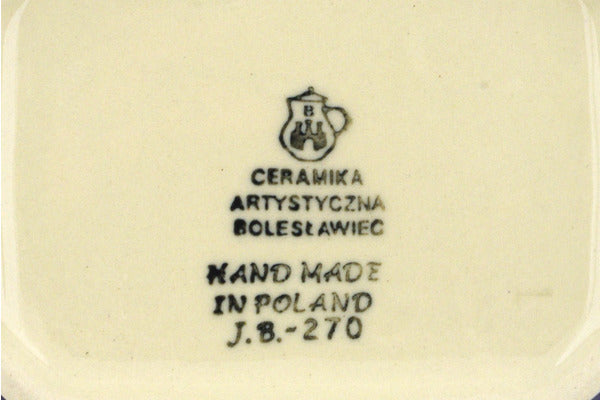 B
CERAMIKA
ARTYSTYCZNA
BOLESŁAWIEC
HAND MADE
IN POLAND
J.B.-270